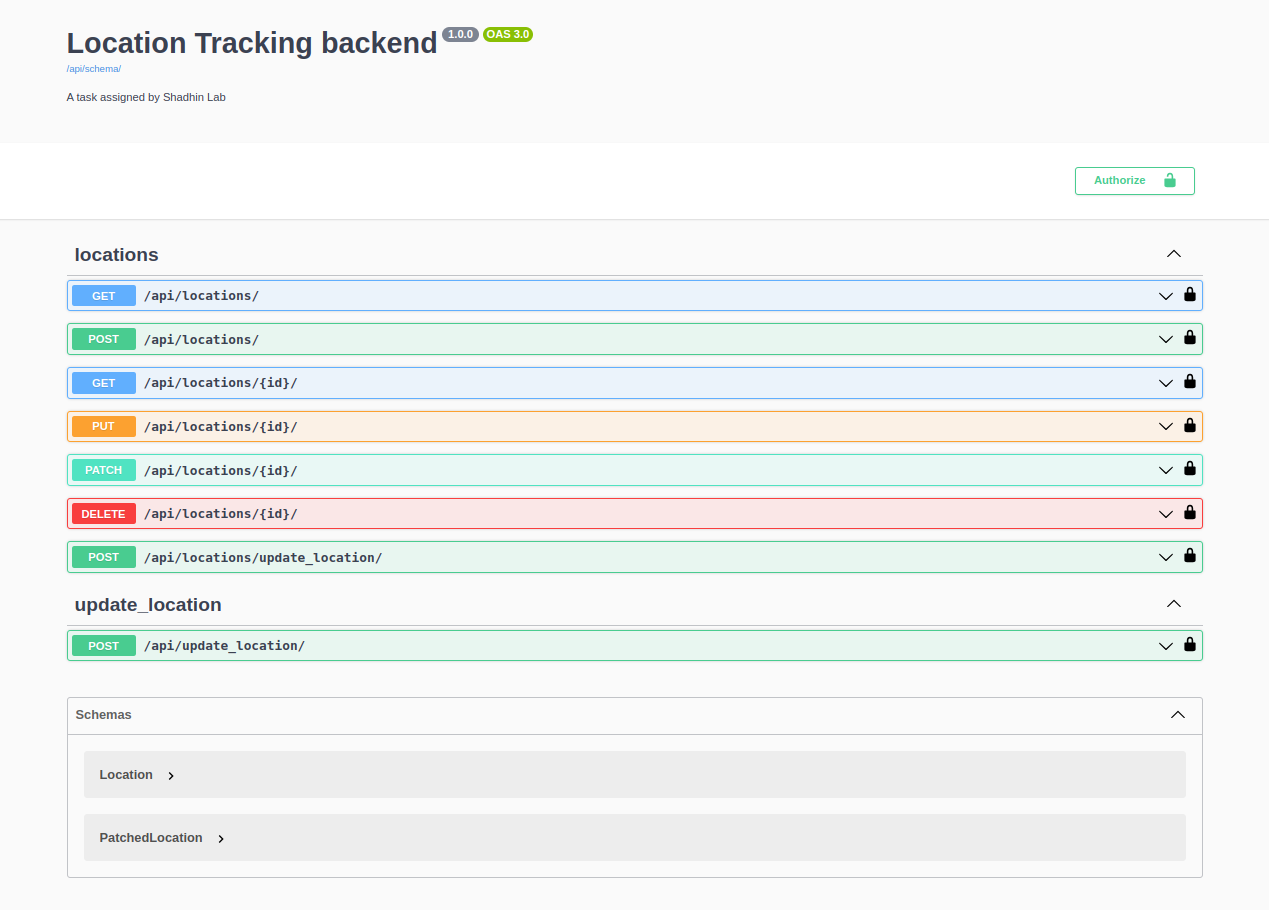 Location Tracking backend 1.0.0 OAS 3.0
/api/schema/
A task assigned by Shadhin Lab
Authorize
locations
GET /api/locations/
POST /api/locations/
GET /api/locations/{id}/
PUT /api/locations/{id}/
PATCH /api/locations/{id}/
DELETE /api/locations/{id}/
POST /api/locations/update_location/
update_location
POST /api/update_location/
Schemas
Location
PatchedLocation